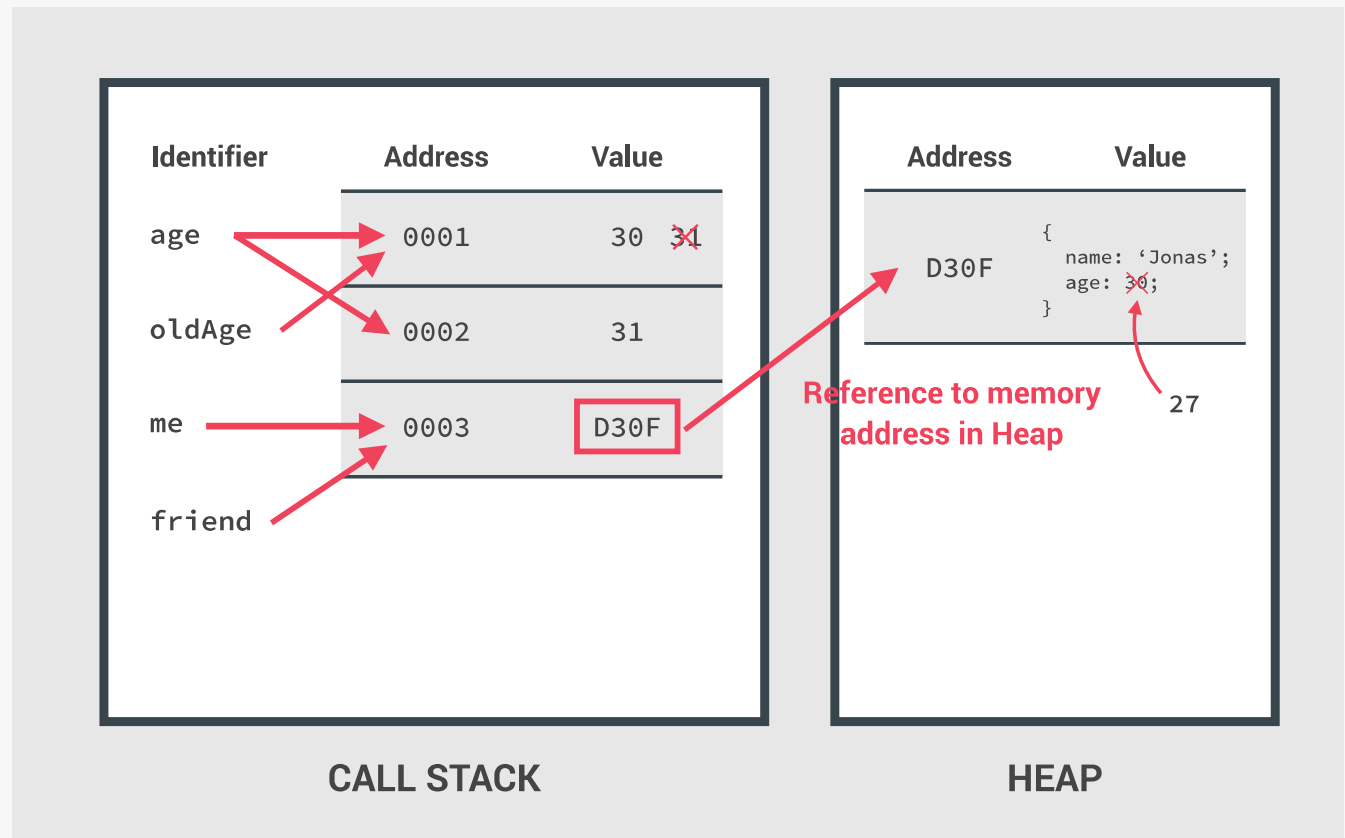 Identifier Address Value
age 0001 30 31
oldAge 0002 31
me 0003 D30F
friend
CALL STACK
Address Value
D30F
{
name: ‘Jonas’;
age: 30;
}
27
Reference to memory
address in Heap
HEAP